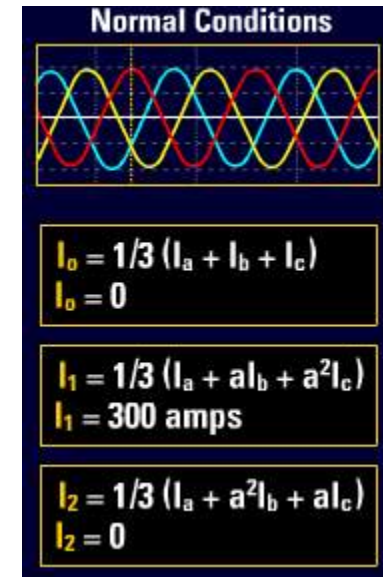 Normal Conditions
I₀ = 1/3 (Iₐ + I_b + I_c)
I₀ = 0
I₁ = 1/3 (Iₐ + aI_b + a²I_c)
I₁ = 300 amps
I₂ = 1/3 (Iₐ + a²I_b + aI_c)
I₂ = 0